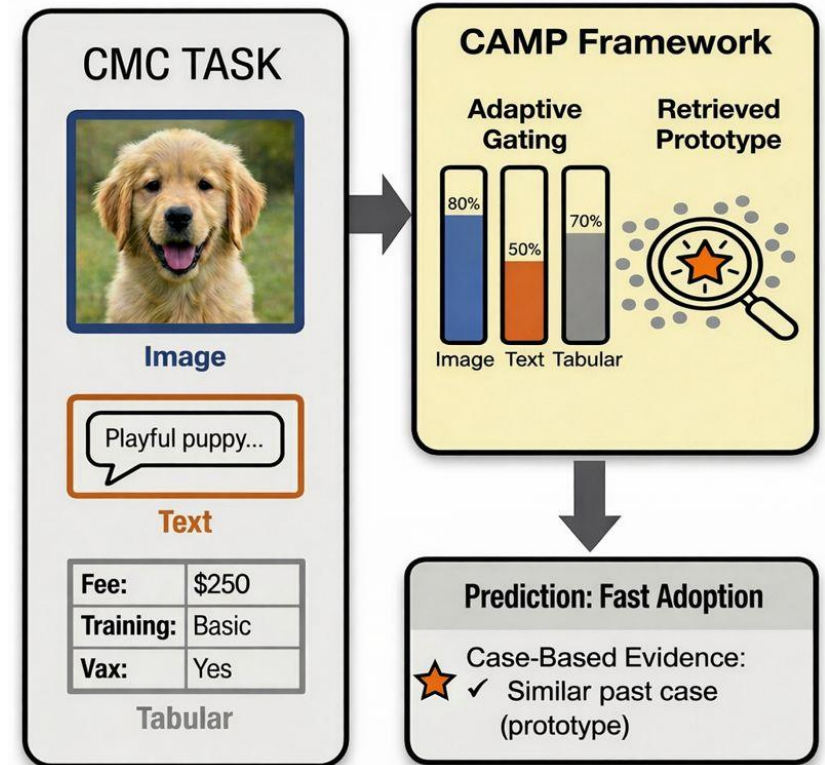 CMC TASK
Image
Playful puppy...
Text
Fee: $250
Training: Basic
Vax: Yes
Tabular
CAMP Framework
Adaptive
Gating
Retrieved
Prototype
80%
50%
70%
Image Text Tabular
Prediction: Fast Adoption
Case-Based Evidence:
✓ Similar past case
(prototype)